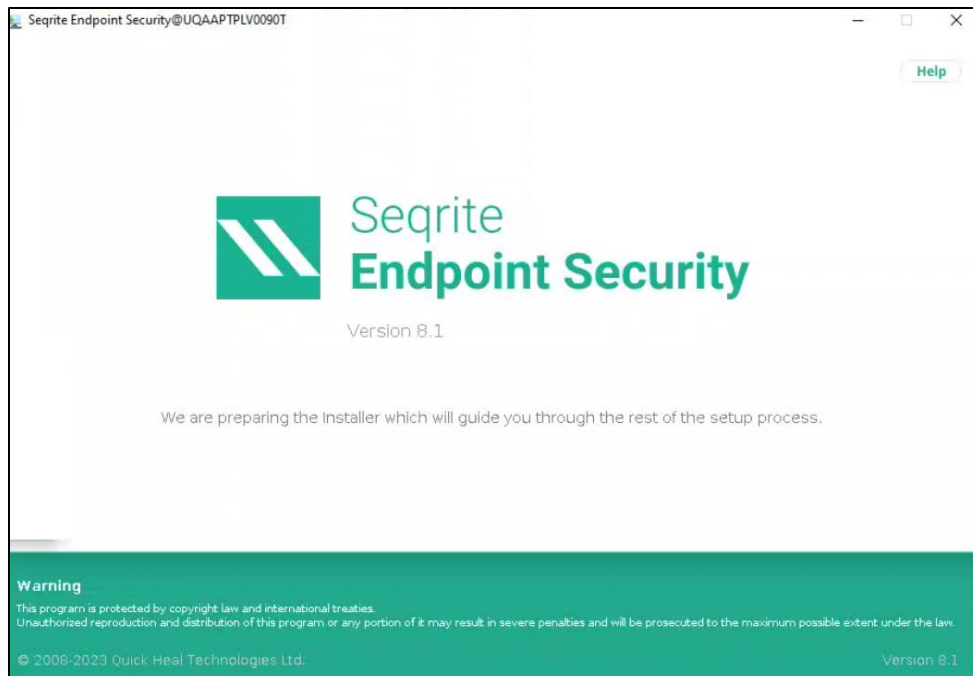 Seqrite Endpoint Security@UQAAPTPLV0090T
Help
Seqrite
Endpoint Security
Version 8.1
We are preparing the Installer which will guide you through the rest of the setup process.
Warning
This program is protected by copyright law and international treaties.
Unauthorized reproduction and distribution of this program or any portion of it may result in severe penalties and will be prosecuted to the maximum possible extent under the law.
© 2008-2023 Quick Heal Technologies Ltd.
Version 8.1